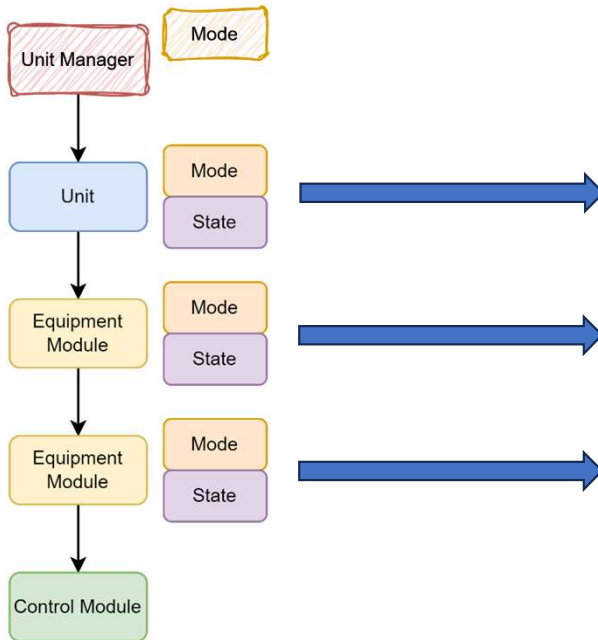 Unit Manager
Mode
Unit
Mode
State
Equipment
Module
Mode
State
Equipment
Module
Mode
State
Control Module